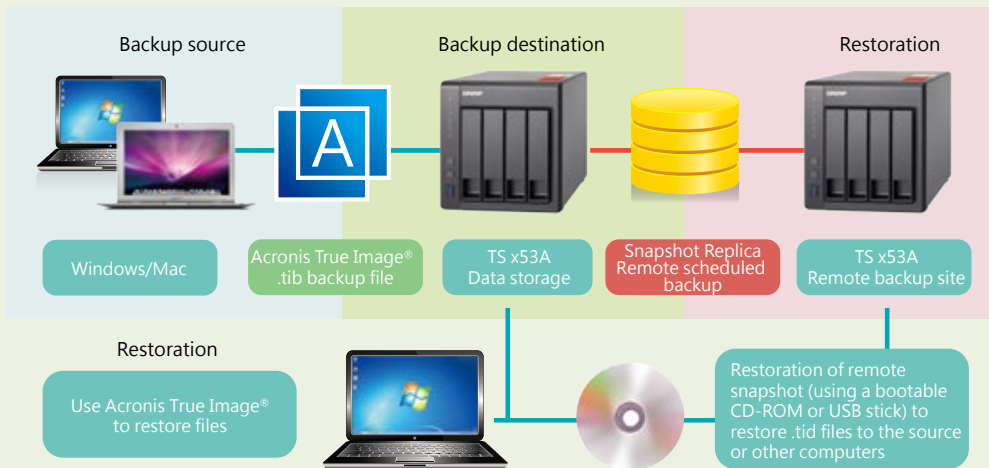 Backup source
Backup destination
Restoration
A
Windows/Mac
Acronis True Image®
.tib backup file
TS x53A
Data storage
Snapshot Replica
Remote scheduled
backup
TS x53A
Remote backup site
Restoration
Use Acronis True Image®
to restore files
Restoration of remote
snapshot (using a bootable
CD-ROM or USB stick) to
restore .tid files to the source
or other computers